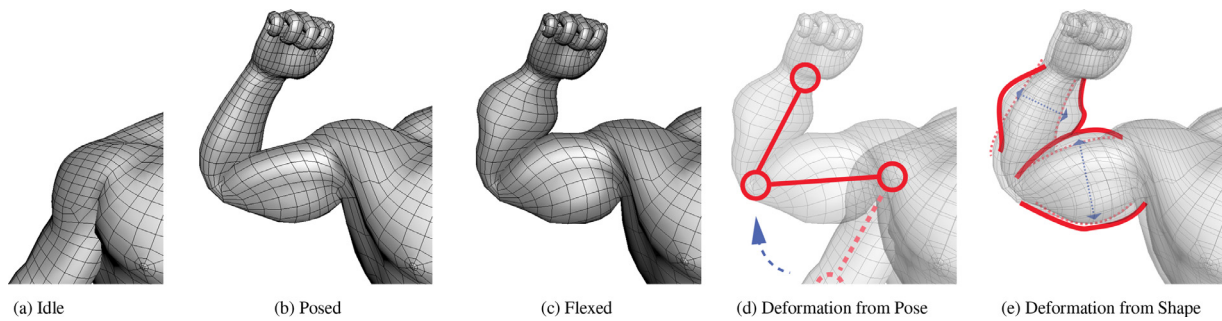 (a) Idle
(b) Posed
(c) Flexed
(d) Deformation from Pose
(e) Deformation from Shape